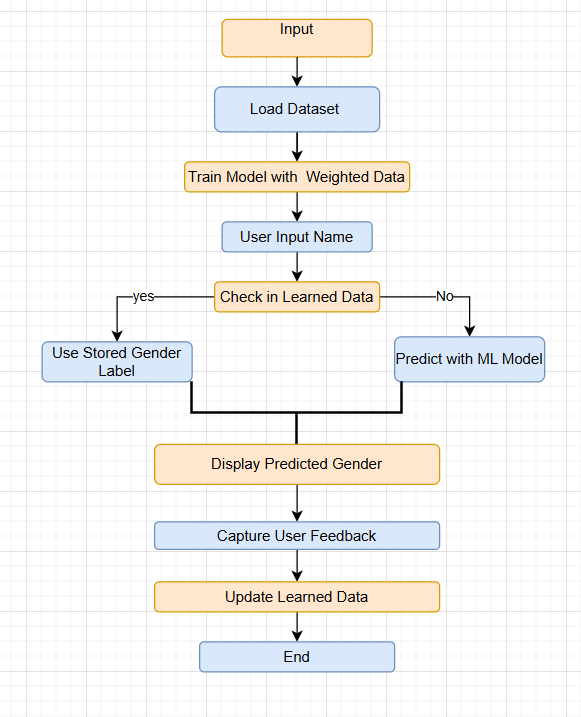 Input
Load Dataset
Train Model with  Weighted Data
User Input Name
Check in Learned Data
yes
No
Use Stored Gender
Label
Predict with ML Model
Display Predicted Gender
Capture User Feedback
Update Learned Data
End